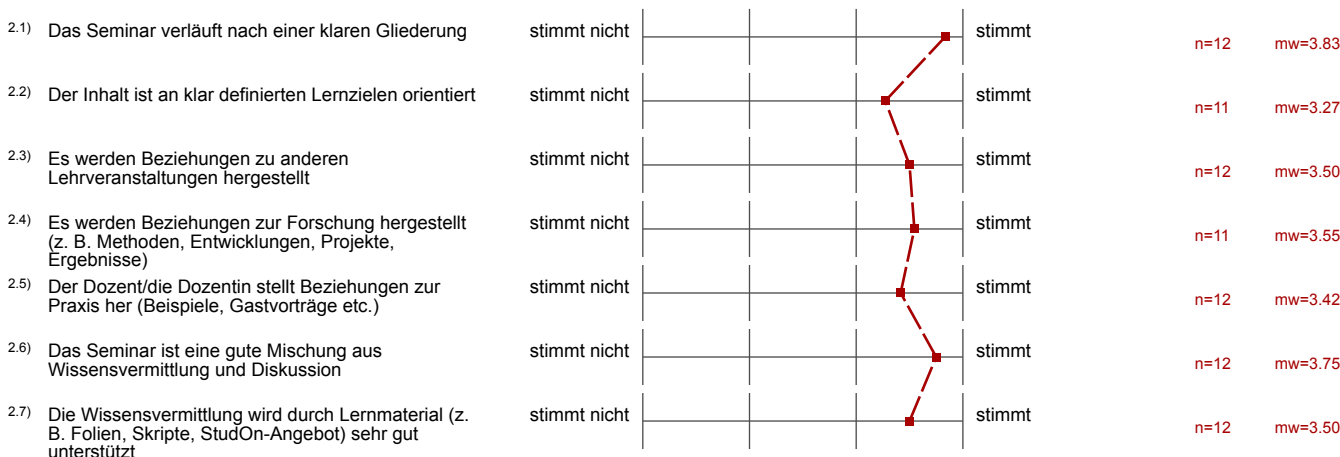 2.1) Das Seminar verläuft nach einer klaren Gliederung stimmt nicht stimmt n=12 mw=3.83
2.2) Der Inhalt ist an klar definierten Lernzielen orientiert stimmt nicht stimmt n=11 mw=3.27
2.3) Es werden Beziehungen zu anderen stimmt nicht stimmt n=12 mw=3.50
Lehrveranstaltungen hergestellt
2.4) Es werden Beziehungen zur Forschung hergestellt stimmt nicht stimmt n=11 mw=3.55
(z. B. Methoden, Entwicklungen, Projekte,
Ergebnisse)
2.5) Der Dozent/die Dozentin stellt Beziehungen zur stimmt nicht stimmt n=12 mw=3.42
Praxis her (Beispiele, Gastvorträge etc.)
2.6) Das Seminar ist eine gute Mischung aus stimmt nicht stimmt n=12 mw=3.75
Wissensvermittlung und Diskussion
2.7) Die Wissensvermittlung wird durch Lernmaterial (z. stimmt nicht stimmt n=12 mw=3.50
B. Folien, Skripte, StudOn-Angebot) sehr gut
unterstützt